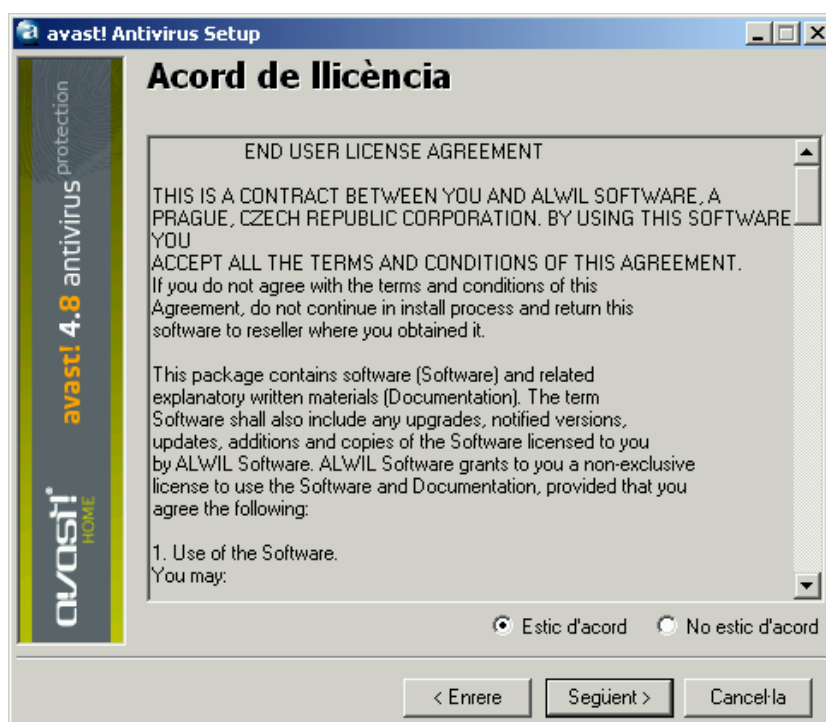 avast! Antivirus Setup
avast! HOME
avast! 4.8 antivirus protection
Acord de llicència
END USER LICENSE AGREEMENT
THIS IS A CONTRACT BETWEEN YOU AND ALWIL SOFTWARE, A
PRAGUE, CZECH REPUBLIC CORPORATION. BY USING THIS SOFTWARE
YOU
ACCEPT ALL THE TERMS AND CONDITIONS OF THIS AGREEMENT.
If you do not agree with the terms and conditions of this
Agreement, do not continue in install process and return this
software to reseller where you obtained it.
This package contains software (Software) and related
explanatory written materials (Documentation). The term
Software shall also include any upgrades, notified versions,
updates, additions and copies of the Software licensed to you
by ALWIL Software. ALWIL Software grants to you a non-exclusive
license to use the Software and Documentation, provided that you
agree the following:
1. Use of the Software.
You may:
Estic d'acord No estic d'acord
< Enrere Següent > Cancel·la